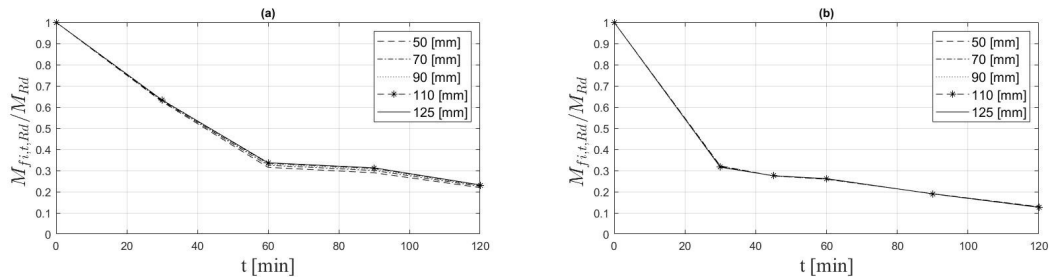 (a)
1
0.9
0.8
0.7
0.6
0.5
0.4
0.3
0.2
0.1
0
0 20 40 60 80 100 120
t [min]
M_{fi,t,Rd}/M_{Rd}
50 [mm]
70 [mm]
90 [mm]
110 [mm]
125 [mm]
(b)
1
0.9
0.8
0.7
0.6
0.5
0.4
0.3
0.2
0.1
0
0 20 40 60 80 100 120
t [min]
M_{fi,t,Rd}/M_{Rd}
50 [mm]
70 [mm]
90 [mm]
110 [mm]
125 [mm]